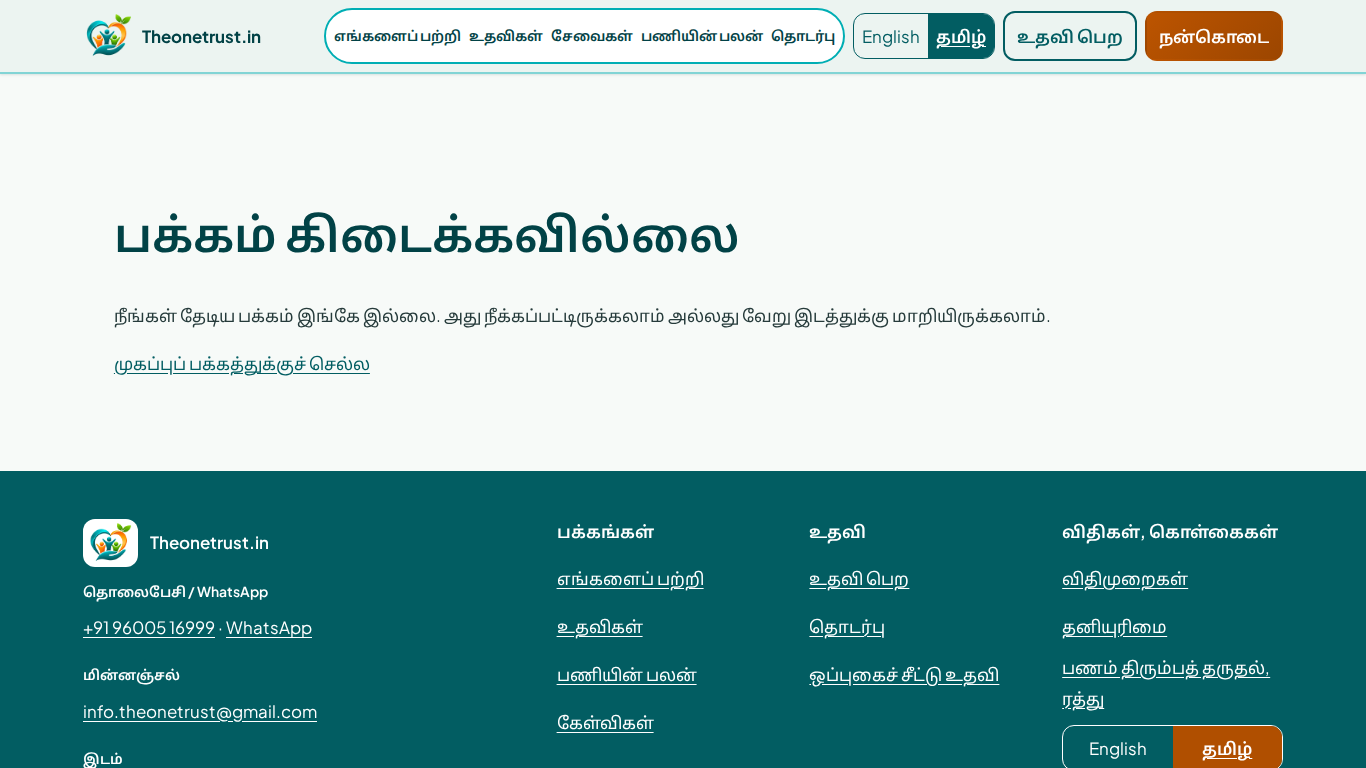 Theonetrust.in
எங்களைப் பற்றி உதவிகள் சேவைகள் பணியின் பலன் தொடர்பு
English தமிழ்
உதவி பெற
நன்கொடை
பக்கம் கிடைக்கவில்லை
நீங்கள் தேடிய பக்கம் இங்கே இல்லை. அது நீக்கப்பட்டிருக்கலாம் அல்லது வேறு இடத்துக்கு மாறியிருக்கலாம்.
முகப்புப் பக்கத்துக்குச் செல்ல
Theonetrust.in
தொலைபேசி / WhatsApp
+91 96005 16999 · WhatsApp
மின்னஞ்சல்
info.theonetrust@gmail.com
இடம்
பக்கங்கள்
எங்களைப் பற்றி
உதவிகள்
பணியின் பலன்
கேள்விகள்
உதவி
உதவி பெற
தொடர்பு
ஒப்புகைச் சீட்டு உதவி
விதிகள், கொள்கைகள்
விதிமுறைகள்
தனியுரிமை
பணம் திரும்பத் தருதல்,
ரத்து
English தமிழ்